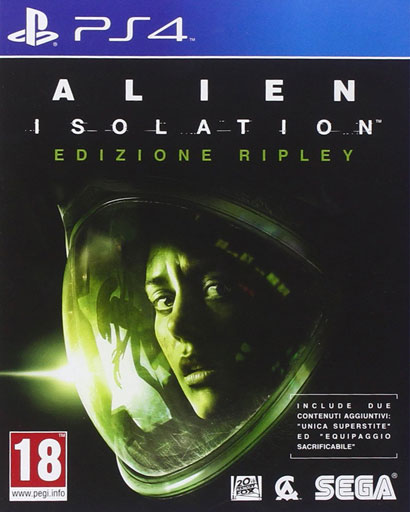 PS4
ALIEN
ISOLATION™
EDIZIONE RIPLEY
INCLUDE DUE
CONTENUTI AGGIUNTIVI:
"UNICA SUPERSTITE"
ED "EQUIPAGGIO
SACRIFICABILE"
18
www.pegi.info
20th CENTURY FOX
SEGA®